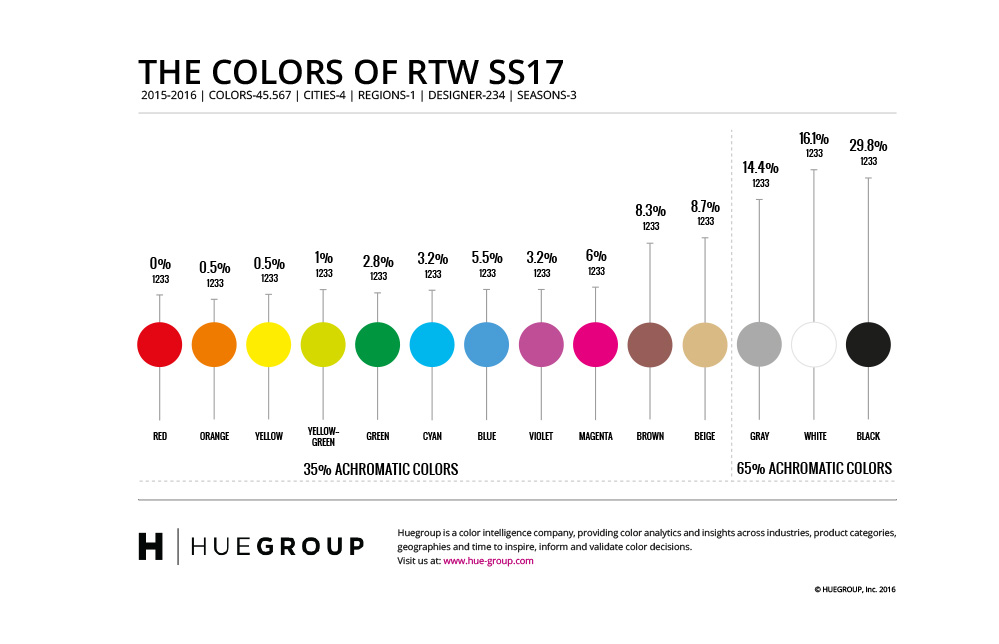 THE COLORS OF RTW SS17
2015-2016 | COLORS-45.567 | CITIES-4 | REGIONS-1 | DESIGNER-234 | SEASONS-3
0%
1233
0.5%
1233
0.5%
1233
1%
1233
2.8%
1233
3.2%
1233
5.5%
1233
3.2%
1233
6%
1233
8.3%
1233
8.7%
1233
14.4%
1233
16.1%
1233
29.8%
1233
RED
ORANGE
YELLOW
YELLOW-
GREEN
GREEN
CYAN
BLUE
VIOLET
MAGENTA
BROWN
BEIGE
GRAY
WHITE
BLACK
35% ACHROMATIC COLORS
65% ACHROMATIC COLORS
H | HUEGROUP
Huegroup is a color intelligence company, providing color analytics and insights across industries, product categories,
geographies and time to inspire, inform and validate color decisions.
Visit us at: www.hue-group.com
© HUEGROUP, Inc. 2016